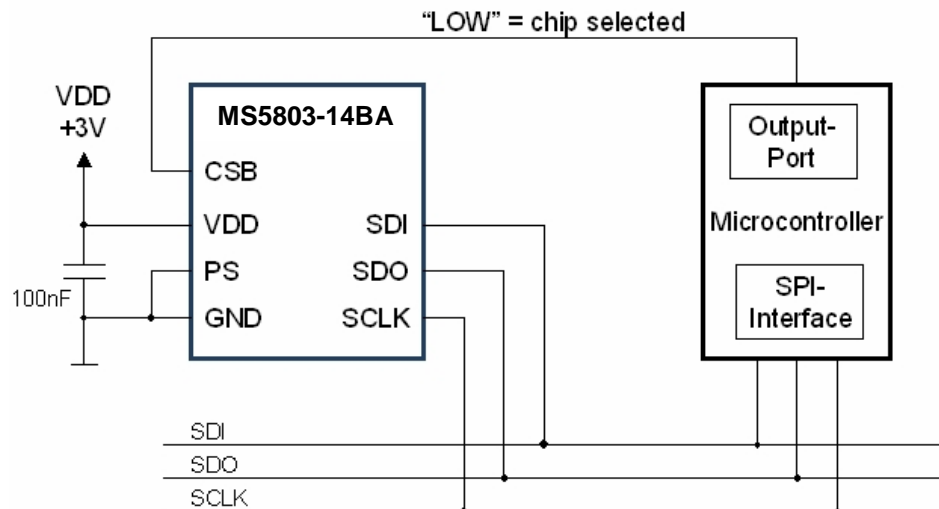 “LOW” = chip selected
VDD
+3V
MS5803-14BA
CSB
VDD
PS
GND
SDI
SDO
SCLK
100nF
Output-
Port
Microcontroller
SPI-
Interface
SDI
SDO
SCLK